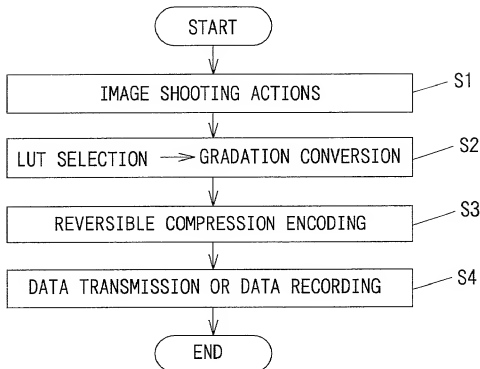 START
IMAGE SHOOTING ACTIONS
S1
LUT SELECTION → GRADATION CONVERSION
S2
REVERSIBLE COMPRESSION ENCODING
S3
DATA TRANSMISSION OR DATA RECORDING
S4
END